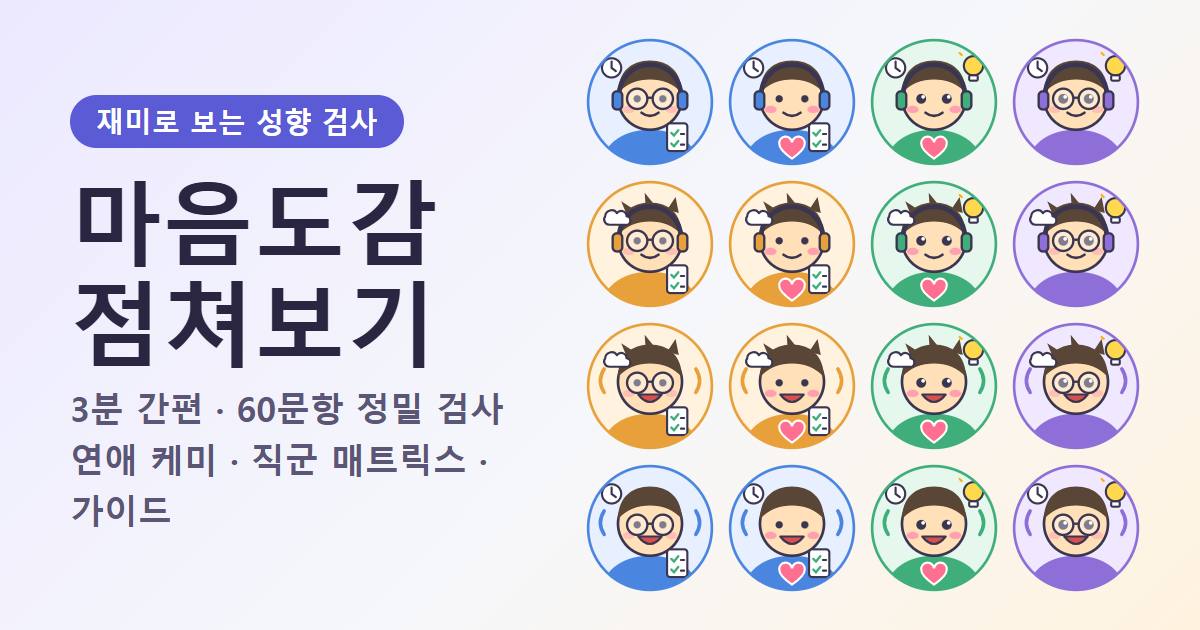 재미로 보는 성향 검사
마음도감
점쳐보기
3분 간편 · 60문항 정밀 검사
연애 케미 · 직군 매트릭스 ·
가이드